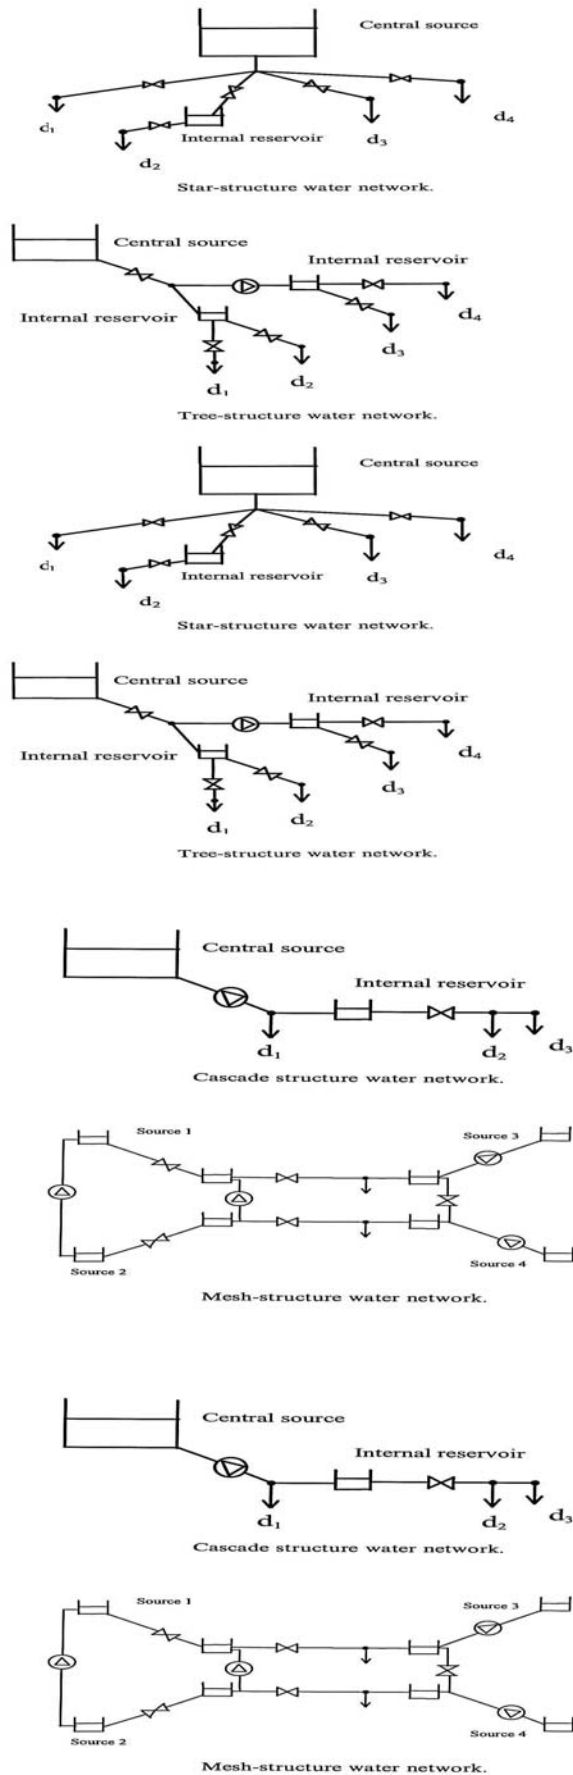 Central source
d₁
d₂
Internal reservoir
d₃
d₄
Star-structure water network.
Central source
Internal reservoir
Internal reservoir
d₄
d₃
d₁
d₂
Tree-structure water network.
Central source
d₁
d₂
Internal reservoir
d₃
d₄
Star-structure water network.
Central source
Internal reservoir
Internal reservoir
d₄
d₃
d₁
d₂
Tree-structure water network.
Central source
Internal reservoir
d₁
d₂
d₃
Cascade structure water network.
Source 1
Source 3
Source 2
Source 4
Mesh-structure water network.
Central source
Internal reservoir
d₁
d₂
d₃
Cascade structure water network.
Source 1
Source 3
Source 2
Source 4
Mesh-structure water network.